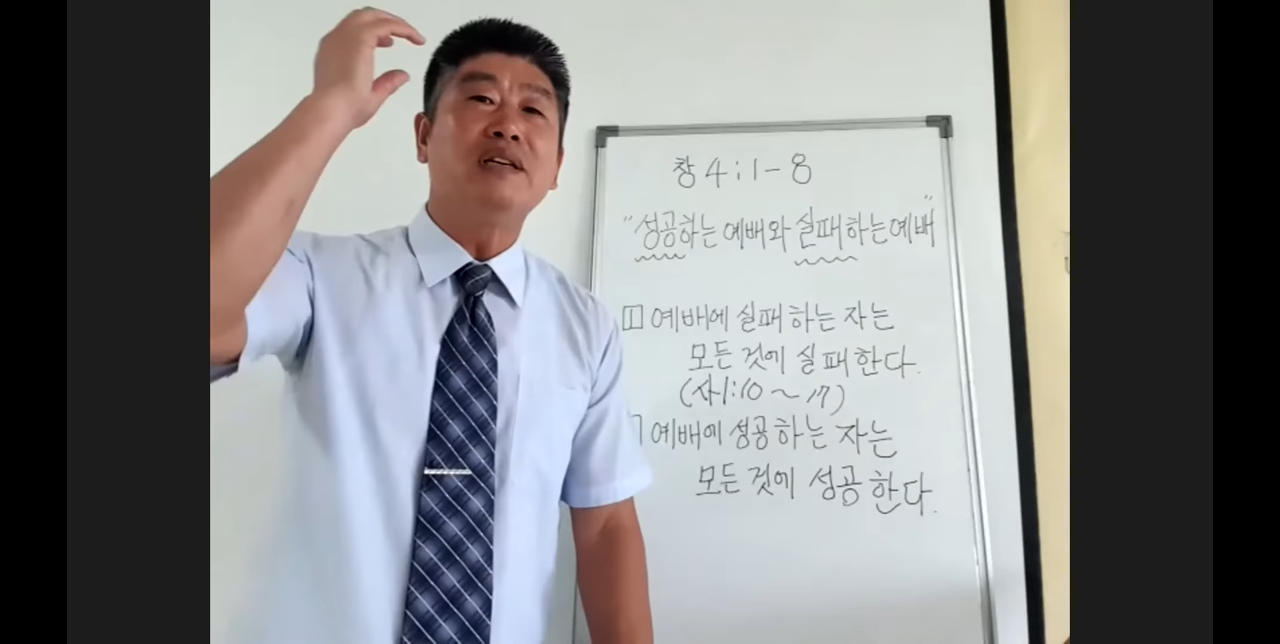 창 4:1-8
"성공하는 예배와 실패하는예배"
1 예배에 실패하는 자는
모든 것에 실패한다.
(사1:10~17)
예배에 성공하는 자는
모든 것에 성공한다.